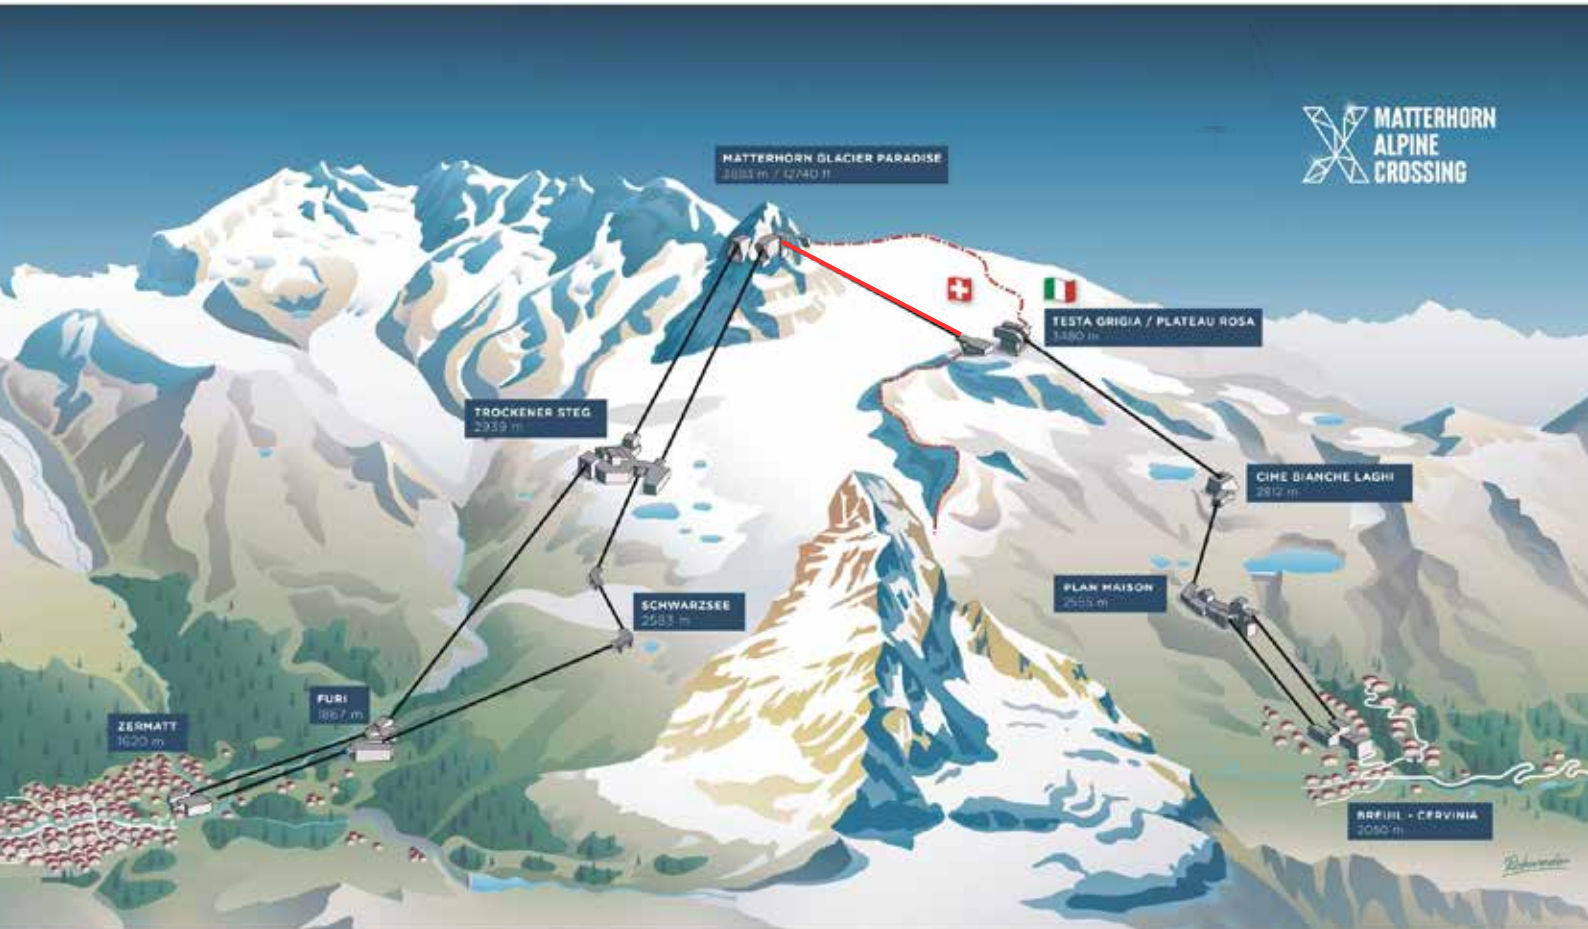 MATTERHORN
ALPINE
CROSSING
MATTERHORN GLACIER PARADISE
3883 m / 12740 ft
TESTA GRIGIA / PLATEAU ROSA
3480 m
TROCKENER STEG
2939 m
CIME BIANCHE LAGHI
2812 m
PLAN MAISON
2555 m
SCHWARZSEE
2583 m
FURI
1867 m
ZERMATT
1620 m
BREUIL - CERVINIA
2050 m